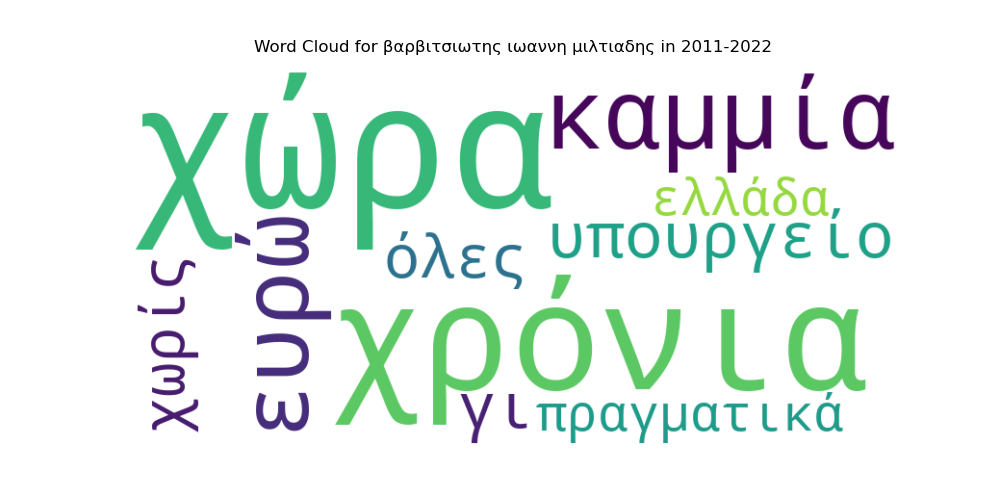 Word Cloud for βαρβιτσιωτης ιωαννη μιλτιαδης in 2011-2022
χώρα
καμμία
ελλάδα
υπουργείο
όλες
χωρίς
ευρώ
χρόνια
γι
πραγματικά